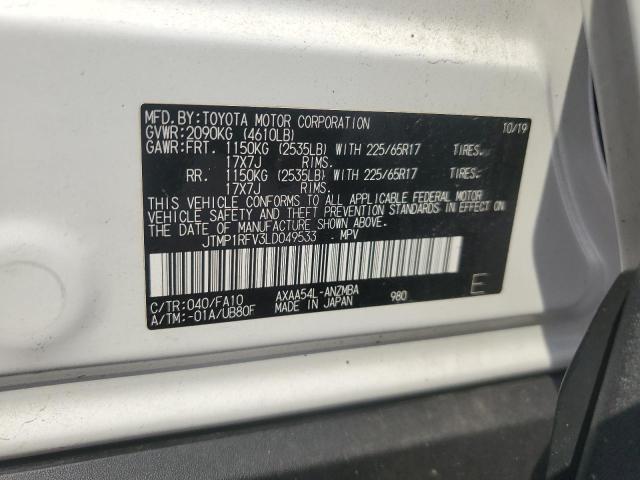 MFD.BY:TOYOTA MOTOR CORPORATION 10/19
GVWR:2090KG (4610LB)
GAWR:FRT. 1150KG (2535LB) WITH 225/65R17 TIRES.
17X7J RIMS.
RR. 1150KG (2535LB) WITH 225/65R17 TIRES.
17X7J RIMS.
THIS VEHICLE CONFORMS TO ALL APPLICABLE FEDERAL MOTOR
VEHICLE SAFETY AND THEFT PREVENTION STANDARDS IN EFFECT ON
THE DATE OF MANUFACTURE SHOWN ABOVE.
JTMP1RFV3LD049533 MPV
C/TR:040/FA10 AXAA54L-ANZMBA 980 E
A/TM:-01A/UB80F MADE IN JAPAN